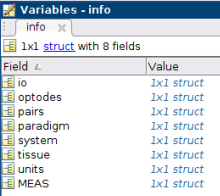 Variables - info
info
1x1 struct with 8 fields
Field Value
io 1x1 struct
optodes 1x1 struct
pairs 1x1 struct
paradigm 1x1 struct
system 1x1 struct
tissue 1x1 struct
units 1x1 struct
MEAS 1x1 struct